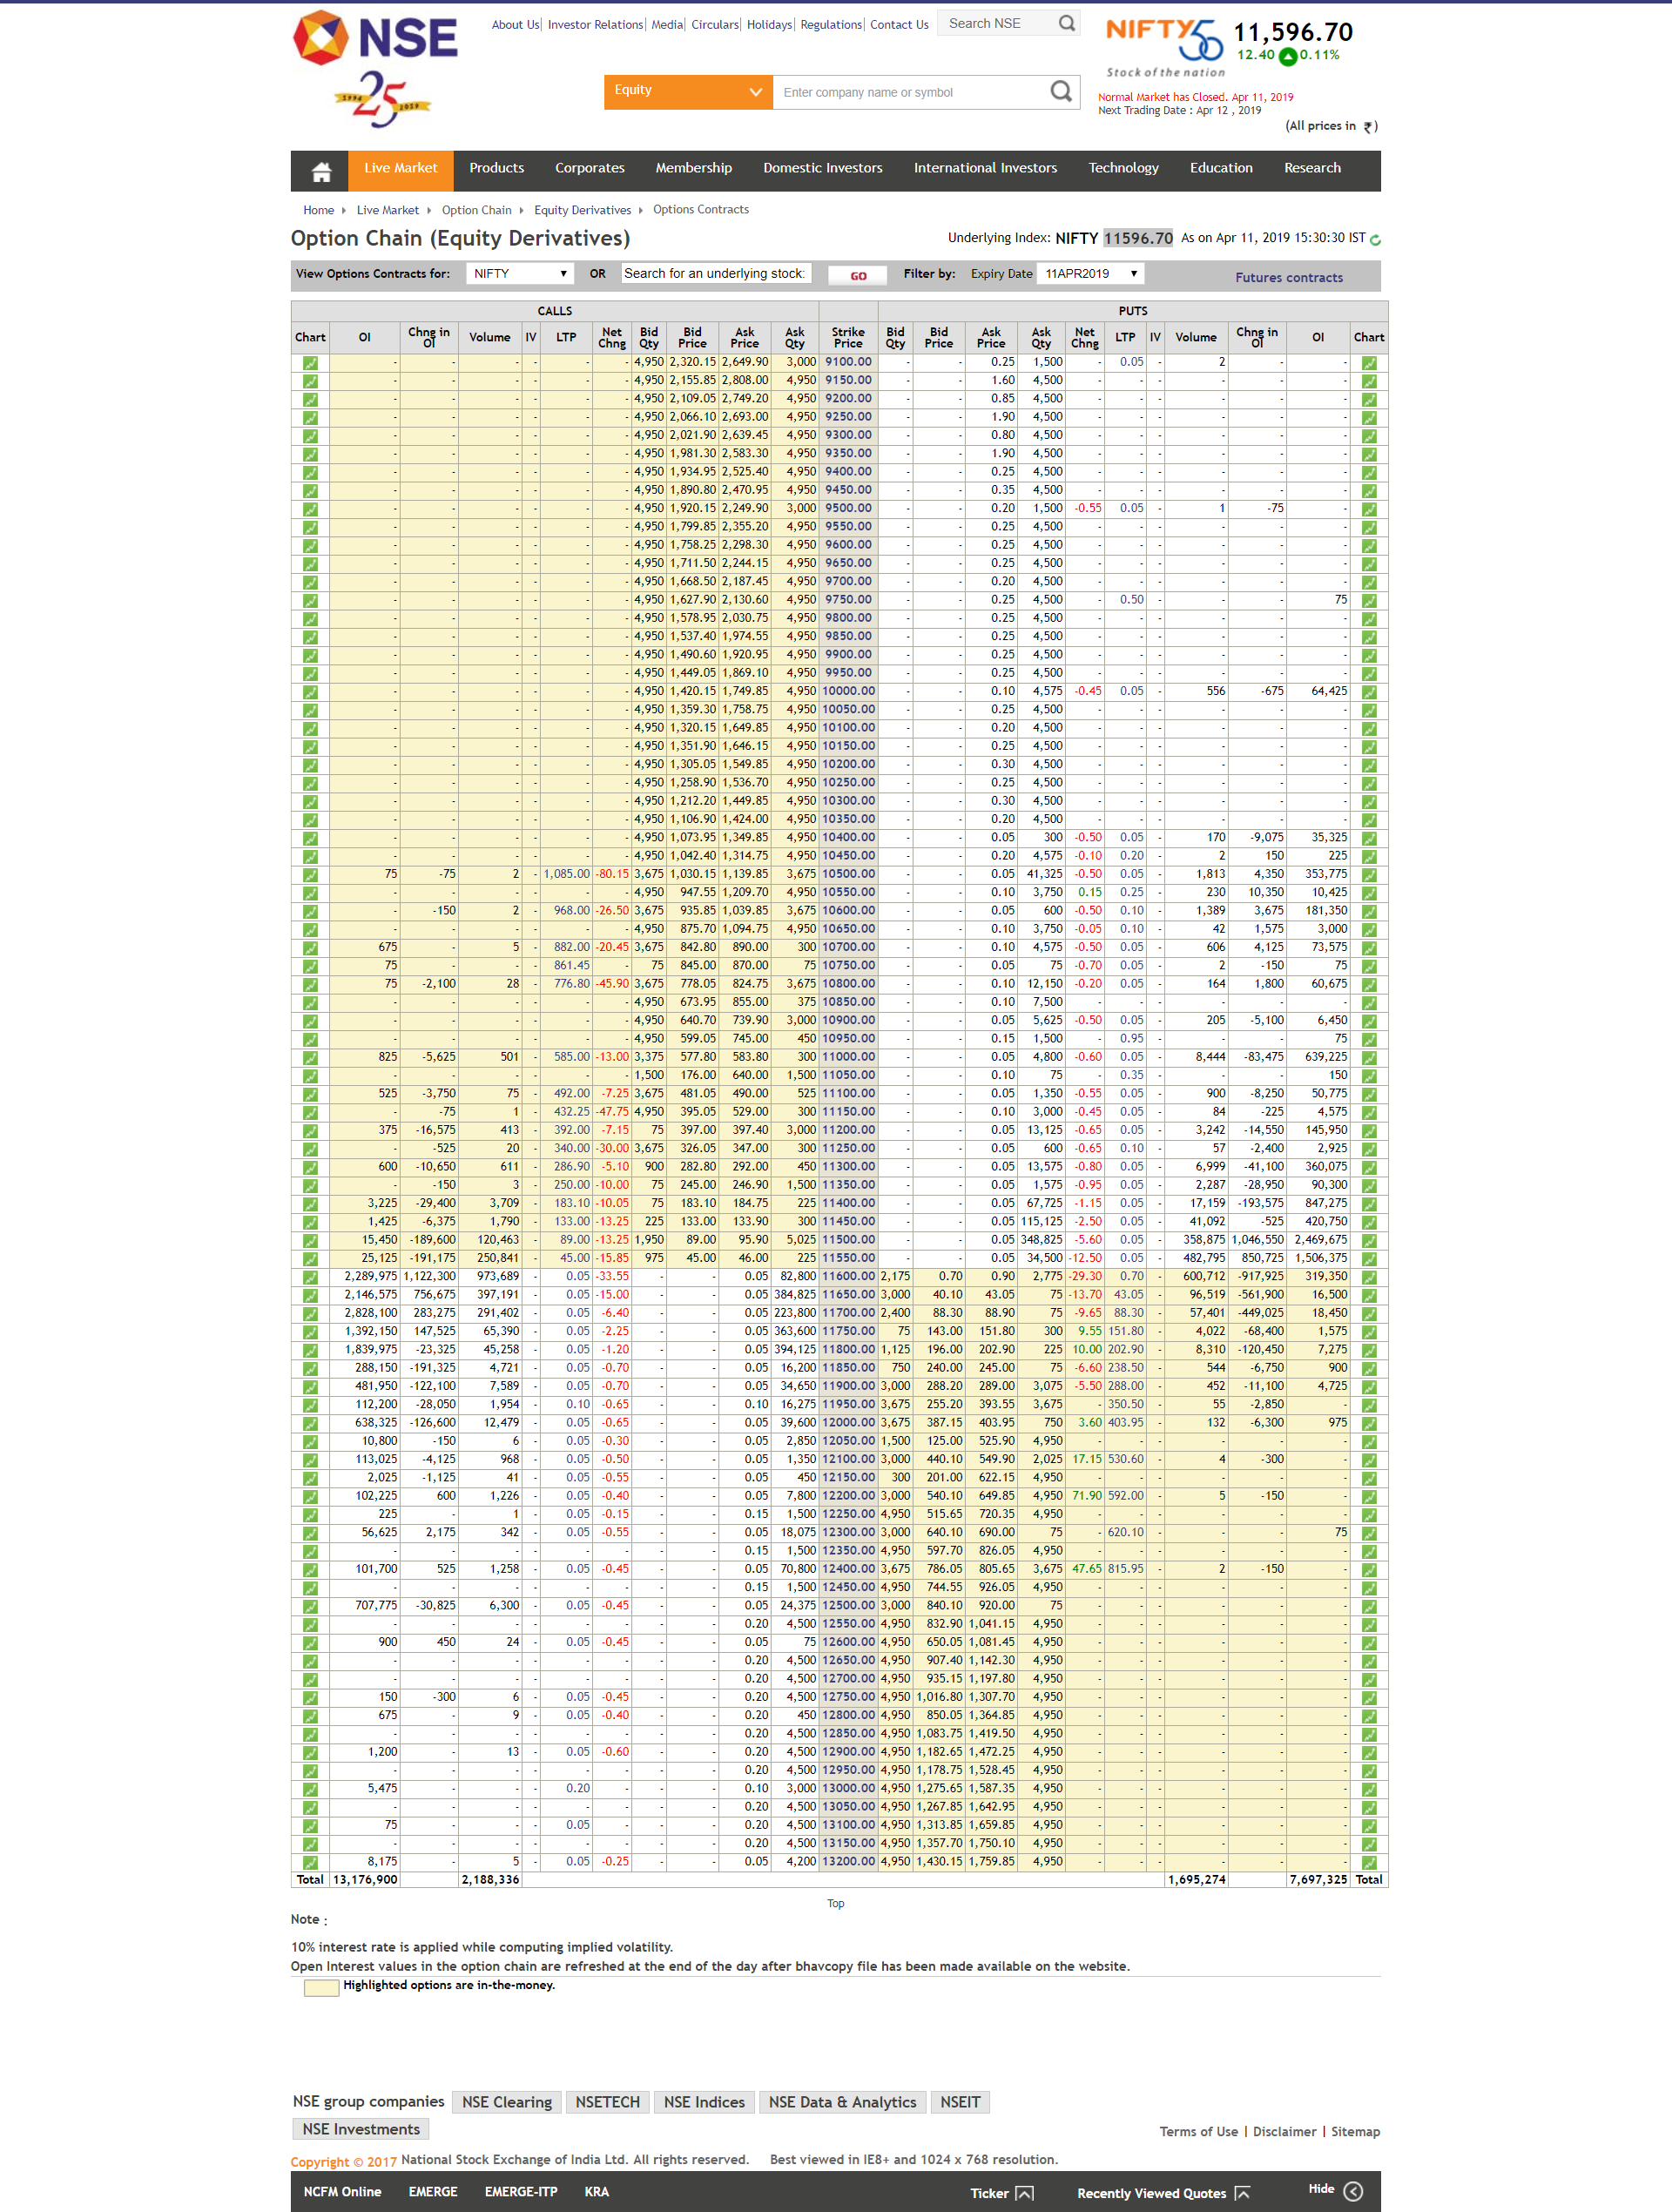 NSE
1994 25 2019
About Us| Investor Relations| Media| Circulars| Holidays| Regulations| Contact Us
Search NSE
NIFTY50
Stock of the nation
11,596.70
12.40 0.11%
Equity
Enter company name or symbol
Normal Market has Closed. Apr 11, 2019
Next Trading Date : Apr 12 , 2019
(All prices in ₹)
Live Market Products Corporates Membership Domestic Investors International Investors Technology Education Research
Home Live Market Option Chain Equity Derivatives Options Contracts
Option Chain (Equity Derivatives)
Underlying Index: NIFTY 11596.70 As on Apr 11, 2019 15:30:30 IST
View Options Contracts for: NIFTY OR Search for an underlying stock: GO Filter by: Expiry Date 11APR2019 Futures contracts
CALLS PUTS
Chart OI Chng in OI Volume IV LTP Net Chng Bid Qty Bid Price Ask Price Ask Qty Strike Price Bid Qty Bid Price Ask Price Ask Qty Net Chng LTP IV Volume Chng in OI OI Chart
- - - - - - 4,950 2,320.15 2,649.90 3,000 9100.00 - - 0.25 1,500 - 0.05 - 2 - -
- - - - - - 4,950 2,155.85 2,808.00 4,950 9150.00 - - 1.60 4,500 - - - - - -
- - - - - - 4,950 2,109.05 2,749.20 4,950 9200.00 - - 0.85 4,500 - - - - - -
- - - - - - 4,950 2,066.10 2,693.00 4,950 9250.00 - - 1.90 4,500 - - - - - -
- - - - - - 4,950 2,021.90 2,639.45 4,950 9300.00 - - 0.80 4,500 - - - - - -
- - - - - - 4,950 1,981.30 2,583.30 4,950 9350.00 - - 1.90 4,500 - - - - - -
- - - - - - 4,950 1,934.95 2,525.40 4,950 9400.00 - - 0.25 4,500 - - - - - -
- - - - - - 4,950 1,890.80 2,470.95 4,950 9450.00 - - 0.35 4,500 - - - - - -
- - - - - - 4,950 1,920.15 2,249.90 3,000 9500.00 - - 0.20 1,500 -0.55 0.05 - 1 -75 -
- - - - - - 4,950 1,799.85 2,355.20 4,950 9550.00 - - 0.25 4,500 - - - - - -
- - - - - - 4,950 1,758.25 2,298.30 4,950 9600.00 - - 0.25 4,500 - - - - - -
- - - - - - 4,950 1,711.50 2,244.15 4,950 9650.00 - - 0.25 4,500 - - - - - -
- - - - - - 4,950 1,668.50 2,187.45 4,950 9700.00 - - 0.20 4,500 - - - - - -
- - - - - - 4,950 1,627.90 2,130.60 4,950 9750.00 - - 0.25 4,500 - 0.50 - - - 75
- - - - - - 4,950 1,578.95 2,030.75 4,950 9800.00 - - 0.25 4,500 - - - - - -
- - - - - - 4,950 1,537.40 1,974.55 4,950 9850.00 - - 0.25 4,500 - - - - - -
- - - - - - 4,950 1,490.60 1,920.95 4,950 9900.00 - - 0.25 4,500 - - - - - -
- - - - - - 4,950 1,449.05 1,869.10 4,950 9950.00 - - 0.25 4,500 - - - - - -
- - - - - - 4,950 1,420.15 1,749.85 4,950 10000.00 - - 0.10 4,575 -0.45 0.05 - 556 -675 64,425
- - - - - - 4,950 1,359.30 1,758.75 4,950 10050.00 - - 0.25 4,500 - - - - - -
- - - - - - 4,950 1,320.15 1,649.85 4,950 10100.00 - - 0.20 4,500 - - - - - -
- - - - - - 4,950 1,351.90 1,646.15 4,950 10150.00 - - 0.25 4,500 - - - - - -
- - - - - - 4,950 1,305.05 1,549.85 4,950 10200.00 - - 0.30 4,500 - - - - - -
- - - - - - 4,950 1,258.90 1,536.70 4,950 10250.00 - - 0.25 4,500 - - - - - -
- - - - - - 4,950 1,212.20 1,449.85 4,950 10300.00 - - 0.30 4,500 - - - - - -
- - - - - - 4,950 1,106.90 1,424.00 4,950 10350.00 - - 0.20 4,500 - - - - - -
- - - - - - 4,950 1,073.95 1,349.85 4,950 10400.00 - - 0.05 300 -0.50 0.05 - 170 -9,075 35,325
- - - - - - 4,950 1,042.40 1,314.75 4,950 10450.00 - - 0.20 4,575 -0.10 0.20 - 2 150 225
75 -75 2 - 1,085.00 -80.15 3,675 1,030.15 1,139.85 3,675 10500.00 - - 0.05 41,325 -0.50 0.05 - 1,813 4,350 353,775
- - - - - - 4,950 947.55 1,209.70 4,950 10550.00 - - 0.10 3,750 0.15 0.25 - 230 10,350 10,425
- -150 2 - 968.00 -26.50 3,675 935.85 1,039.85 3,675 10600.00 - - 0.05 600 -0.50 0.10 - 1,389 3,675 181,350
- - - - - - 4,950 875.70 1,094.75 4,950 10650.00 - - 0.10 3,750 -0.05 0.10 - 42 1,575 3,000
675 - 5 - 882.00 -20.45 3,675 842.80 890.00 300 10700.00 - - 0.10 4,575 -0.50 0.05 - 606 4,125 73,575
75 - - - 861.45 - 75 845.00 870.00 75 10750.00 - - 0.05 75 -0.70 0.05 - 2 -150 75
75 -2,100 28 - 776.80 -45.90 3,675 778.05 824.75 3,675 10800.00 - - 0.10 12,150 -0.20 0.05 - 164 1,800 60,675
- - - - - - 4,950 673.95 855.00 375 10850.00 - - 0.10 7,500 - - - - - -
- - - - - - 4,950 640.70 739.90 3,000 10900.00 - - 0.05 5,625 -0.50 0.05 - 205 -5,100 6,450
- - - - - - 4,950 599.05 745.00 450 10950.00 - - 0.15 1,500 - 0.95 - - - 75
825 -5,625 501 - 585.00 -13.00 3,375 577.80 583.80 300 11000.00 - - 0.05 4,800 -0.60 0.05 - 8,444 -83,475 639,225
- - - - - - 1,500 176.00 640.00 1,500 11050.00 - - 0.10 75 - 0.35 - - - 150
525 -3,750 75 - 492.00 -7.25 3,675 481.05 490.00 525 11100.00 - - 0.05 1,350 -0.55 0.05 - 900 -8,250 50,775
- -75 1 - 432.25 -47.75 4,950 395.05 529.00 300 11150.00 - - 0.10 3,000 -0.45 0.05 - 84 -225 4,575
375 -16,575 413 - 392.00 -7.15 75 397.00 397.40 3,000 11200.00 - - 0.05 13,125 -0.65 0.05 - 3,242 -14,550 145,950
- -525 20 - 340.00 -30.00 3,675 326.05 347.00 300 11250.00 - - 0.05 600 -0.65 0.10 - 57 -2,400 2,925
600 -10,650 611 - 286.90 -5.10 900 282.80 292.00 450 11300.00 - - 0.05 13,575 -0.80 0.05 - 6,999 -41,100 360,075
- -150 3 - 250.00 -10.00 75 245.00 246.90 1,500 11350.00 - - 0.05 1,575 -0.95 0.05 - 2,287 -28,950 90,300
3,225 -29,400 3,709 - 183.10 -10.05 75 183.10 184.75 225 11400.00 - - 0.05 67,725 -1.15 0.05 - 17,159 -193,575 847,275
1,425 -6,375 1,790 - 133.00 -13.25 225 133.00 133.90 300 11450.00 - - 0.05 115,125 -2.50 0.05 - 41,092 -525 420,750
15,450 -189,600 120,463 - 89.00 -13.25 1,950 89.00 95.90 5,025 11500.00 - - 0.05 348,825 -5.60 0.05 - 358,875 1,046,550 2,469,675
25,125 -191,175 250,841 - 45.00 -15.85 975 45.00 46.00 225 11550.00 - - 0.05 34,500 -12.50 0.05 - 482,795 850,725 1,506,375
2,289,975 1,122,300 973,689 - 0.05 -33.55 - - 0.05 82,800 11600.00 2,175 0.70 0.90 2,775 -29.30 0.70 - 600,712 -917,925 319,350
2,146,575 756,675 397,191 - 0.05 -15.00 - - 0.05 384,825 11650.00 3,000 40.10 43.05 75 -13.70 43.05 - 96,519 -561,900 16,500
2,828,100 283,275 291,402 - 0.05 -6.40 - - 0.05 223,800 11700.00 2,400 88.30 88.90 75 -9.65 88.30 - 57,401 -449,025 18,450
1,392,150 147,525 65,390 - 0.05 -2.25 - - 0.05 363,600 11750.00 75 143.00 151.80 300 9.55 151.80 - 4,022 -68,400 1,575
1,839,975 -23,325 45,258 - 0.05 -1.20 - - 0.05 394,125 11800.00 1,125 196.00 202.90 225 10.00 202.90 - 8,310 -120,450 7,275
288,150 -191,325 4,721 - 0.05 -0.70 - - 0.05 16,200 11850.00 750 240.00 245.00 75 -6.60 238.50 - 544 -6,750 900
481,950 -122,100 7,589 - 0.05 -0.70 - - 0.05 34,650 11900.00 3,000 288.20 289.00 3,075 -5.50 288.00 - 452 -11,100 4,725
112,200 -28,050 1,954 - 0.10 -0.65 - - 0.10 16,275 11950.00 3,675 255.20 393.55 3,675 - 350.50 - 55 -2,850 -
638,325 -126,600 12,479 - 0.05 -0.65 - - 0.05 39,600 12000.00 3,675 387.15 403.95 750 3.60 403.95 - 132 -6,300 975
10,800 -150 6 - 0.05 -0.30 - - 0.05 2,850 12050.00 1,500 125.00 525.90 4,950 - - - - - -
113,025 -4,125 968 - 0.05 -0.50 - - 0.05 1,350 12100.00 3,000 440.10 549.90 2,025 17.15 530.60 - 4 -300 -
2,025 -1,125 41 - 0.05 -0.55 - - 0.05 450 12150.00 300 201.00 622.15 4,950 - - - - - -
102,225 600 1,226 - 0.05 -0.40 - - 0.05 7,800 12200.00 3,000 540.10 649.85 4,950 71.90 592.00 - 5 -150 -
225 - 1 - 0.05 -0.15 - - 0.15 1,500 12250.00 4,950 515.65 720.35 4,950 - - - - - -
56,625 2,175 342 - 0.05 -0.55 - - 0.05 18,075 12300.00 3,000 640.10 690.00 75 - 620.10 - - - 75
- - - - - - - - 0.15 1,500 12350.00 4,950 597.70 826.05 4,950 - - - - - -
101,700 525 1,258 - 0.05 -0.45 - - 0.05 70,800 12400.00 3,675 786.05 805.65 3,675 47.65 815.95 - 2 -150 -
- - - - - - - - 0.15 1,500 12450.00 4,950 744.55 926.05 4,950 - - - - - -
707,775 -30,825 6,300 - 0.05 -0.45 - - 0.05 24,375 12500.00 3,000 840.10 920.00 75 - - - - - -
- - - - - - - - 0.20 4,500 12550.00 4,950 832.90 1,041.15 4,950 - - - - - -
900 450 24 - 0.05 -0.45 - - 0.05 75 12600.00 4,950 650.05 1,081.45 4,950 - - - - - -
- - - - - - - - 0.20 4,500 12650.00 4,950 907.40 1,142.30 4,950 - - - - - -
- - - - - - - - 0.20 4,500 12700.00 4,950 935.15 1,197.80 4,950 - - - - - -
150 -300 6 - 0.05 -0.45 - - 0.20 4,500 12750.00 4,950 1,016.80 1,307.70 4,950 - - - - - -
675 - 9 - 0.05 -0.40 - - 0.20 450 12800.00 4,950 850.05 1,364.85 4,950 - - - - - -
- - - - - - - - 0.20 4,500 12850.00 4,950 1,083.75 1,419.50 4,950 - - - - - -
1,200 - 13 - 0.05 -0.60 - - 0.20 4,500 12900.00 4,950 1,182.65 1,472.25 4,950 - - - - - -
- - - - - - - - 0.20 4,500 12950.00 4,950 1,178.75 1,528.45 4,950 - - - - - -
5,475 - - - 0.20 - - - 0.10 3,000 13000.00 4,950 1,275.65 1,587.35 4,950 - - - - - -
- - - - - - - - 0.20 4,500 13050.00 4,950 1,267.85 1,642.95 4,950 - - - - - -
75 - - - 0.05 - - - 0.20 4,500 13100.00 4,950 1,313.85 1,659.85 4,950 - - - - - -
- - - - - - - - 0.20 4,500 13150.00 4,950 1,357.70 1,750.10 4,950 - - - - - -
8,175 - 5 - 0.05 -0.25 - - 0.05 4,200 13200.00 4,950 1,430.15 1,759.85 4,950 - - - - - -
Total 13,176,900 2,188,336 1,695,274 7,697,325 Total
Top
Note :
10% interest rate is applied while computing implied volatility.
Open Interest values in the option chain are refreshed at the end of the day after bhavcopy file has been made available on the website.
Highlighted options are in-the-money.
NSE group companies NSE Clearing NSETECH NSE Indices NSE Data & Analytics NSEIT
NSE Investments
Terms of Use | Disclaimer | Sitemap
Copyright © 2017 National Stock Exchange of India Ltd. All rights reserved. Best viewed in IE8+ and 1024 x 768 resolution.
NCFM Online EMERGE EMERGE-ITP KRA Ticker Recently Viewed Quotes Hide